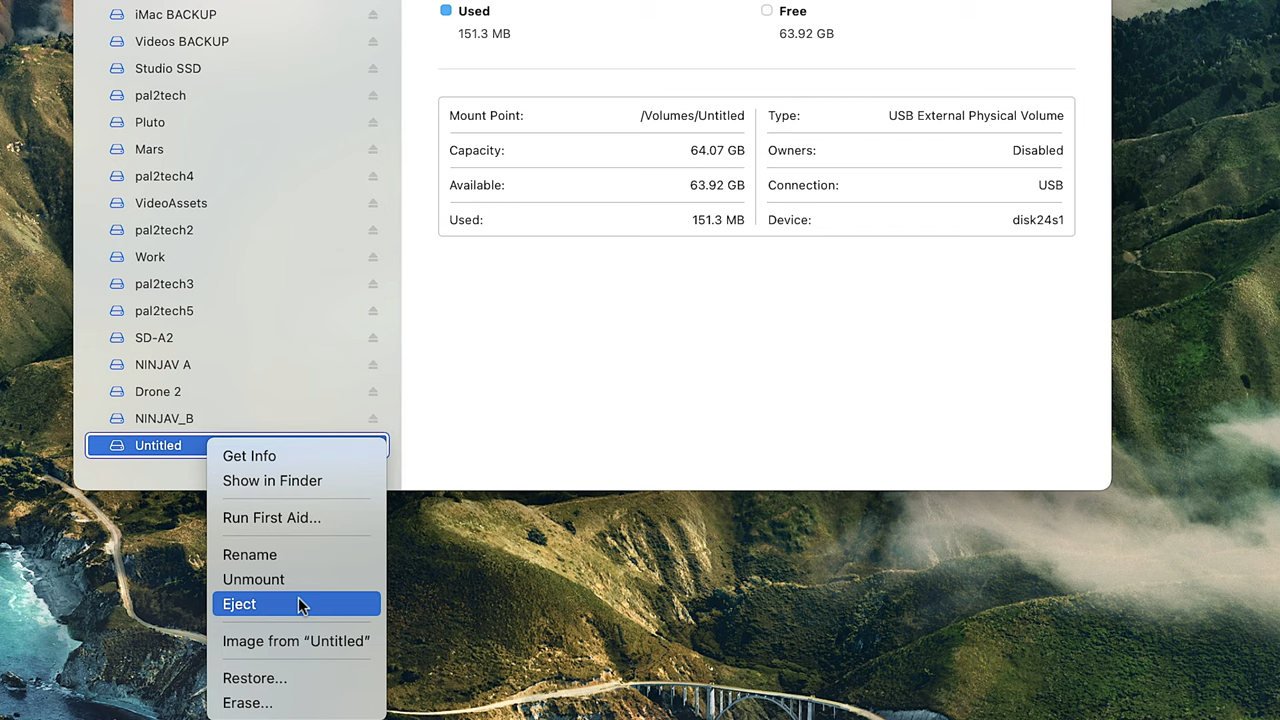 iMac BACKUP
Videos BACKUP
Studio SSD
pal2tech
Pluto
Mars
pal2tech4
VideoAssets
pal2tech2
Work
pal2tech3
pal2tech5
SD-A2
NINJAV A
Drone 2
NINJAV_B
Untitled
Used
151.3 MB
Free
63.92 GB
Mount Point: /Volumes/Untitled
Capacity: 64.07 GB
Available: 63.92 GB
Used: 151.3 MB
Type: USB External Physical Volume
Owners: Disabled
Connection: USB
Device: disk24s1
Get Info
Show in Finder
Run First Aid...
Rename
Unmount
Eject
Image from “Untitled”
Restore...
Erase...